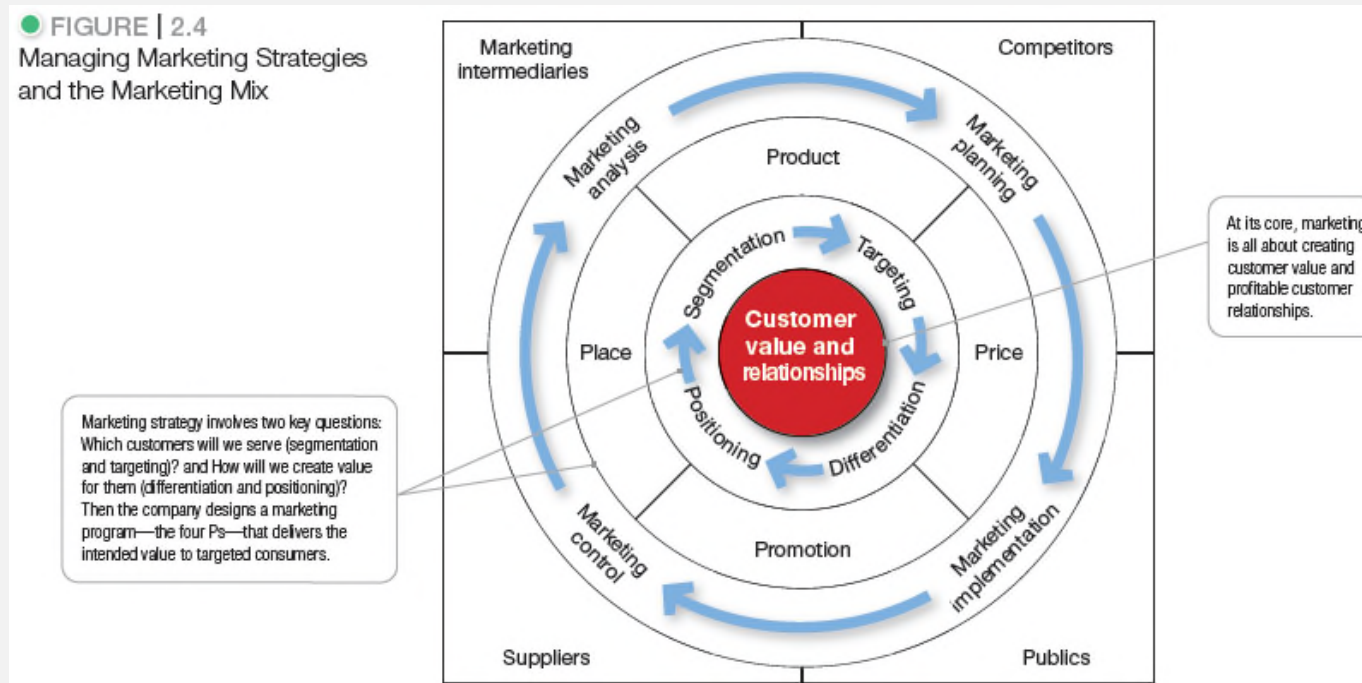 FIGURE | 2.4
Managing Marketing Strategies
and the Marketing Mix
Marketing
intermediaries
Competitors
Marketing
analysis
Marketing
planning
Product
Segmentation
Targeting
Customer
value and
relationships
Place
Price
Positioning
Differentiation
Promotion
Marketing
control
Marketing
implementation
Suppliers
Publics
At its core, marketing
is all about creating
customer value and
profitable customer
relationships.
Marketing strategy involves two key questions:
Which customers will we serve (segmentation
and targeting)? and How will we create value
for them (differentiation and positioning)?
Then the company designs a marketing
program—the four Ps—that delivers the
intended value to targeted consumers.